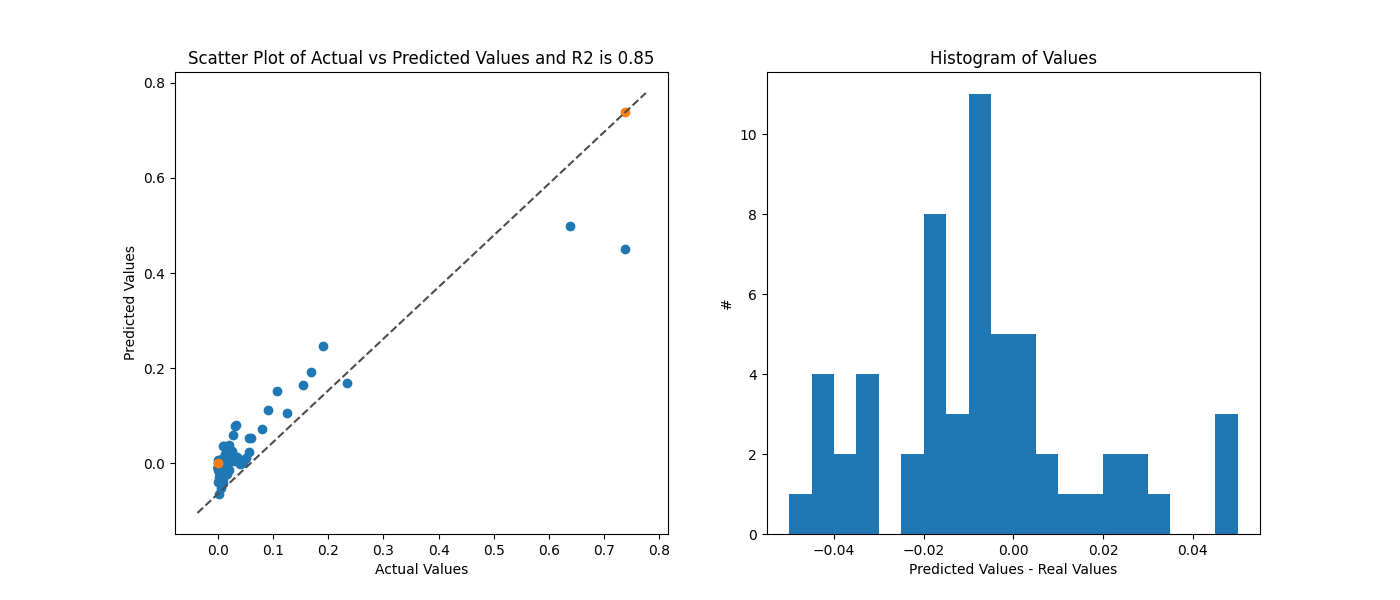 Scatter Plot of Actual vs Predicted Values and R2 is 0.85
0.8
0.6
0.4
0.2
0.0
Predicted Values
0.0 0.1 0.2 0.3 0.4 0.5 0.6 0.7 0.8
Actual Values
Histogram of Values
10
8
6
4
2
0
#
−0.04 −0.02 0.00 0.02 0.04
Predicted Values - Real Values